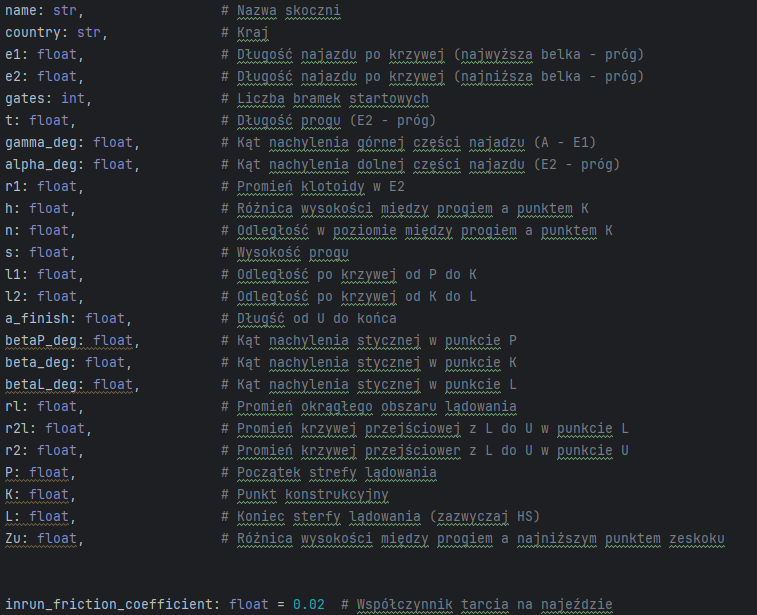 name: str, # Nazwa skoczni
country: str, # Kraj
e1: float, # Długość najazdu po krzywej (najwyższa belka - próg)
e2: float, # Długość najazdu po krzywej (najniższa belka - próg)
gates: int, # Liczba bramek startowych
t: float, # Długość progu (E2 - próg)
gamma_deg: float, # Kąt nachylenia górnej części najadzu (A - E1)
alpha_deg: float, # Kąt nachylenia dolnej części najazdu (E2 - próg)
r1: float, # Promień klotoidy w E2
h: float, # Różnica wysokości między progiem a punktem K
n: float, # Odległość w poziomie między progiem a punktem K
s: float, # Wysokość progu
l1: float, # Odległość po krzywej od P do K
l2: float, # Odległość po krzywej od K do L
a_finish: float, # Długść od U do końca
betaP_deg: float, # Kąt nachylenia stycznej w punkcie P
beta_deg: float, # Kąt nachylenia stycznej w punkcie K
betaL_deg: float, # Kąt nachylenia stycznej w punkcie L
rl: float, # Promień okrągłego obszaru lądowania
r2l: float, # Promień krzywej przejściowej z L do U w punkcie L
r2: float, # Promień krzywej przejściower z L do U w punkcie U
P: float, # Początek strefy lądowania
K: float, # Punkt konstrukcyjny
L: float, # Koniec sterfy lądowania (zazwyczaj HS)
Zu: float, # Różnica wysokości między progiem a najniższym punktem zeskoku
inrun_friction_coefficient: float = 0.02 # Współczynnik tarcia na najeździe